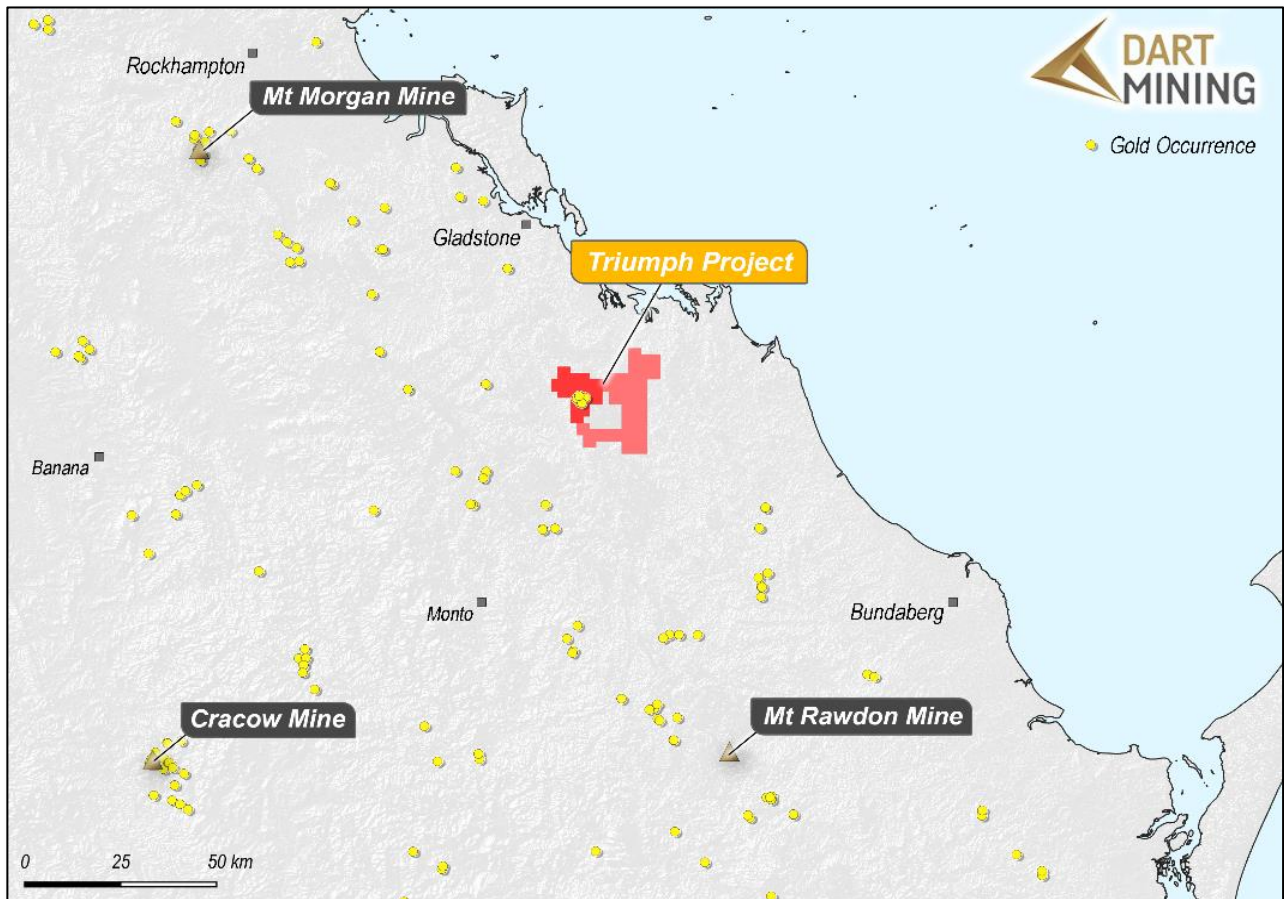 Rockhampton
Mt Morgan Mine
DART
MINING
Gold Occurrence
Gladstone
Triumph Project
Banana
Monto
Bundaberg
Cracow Mine
Mt Rawdon Mine
0 25 50 km